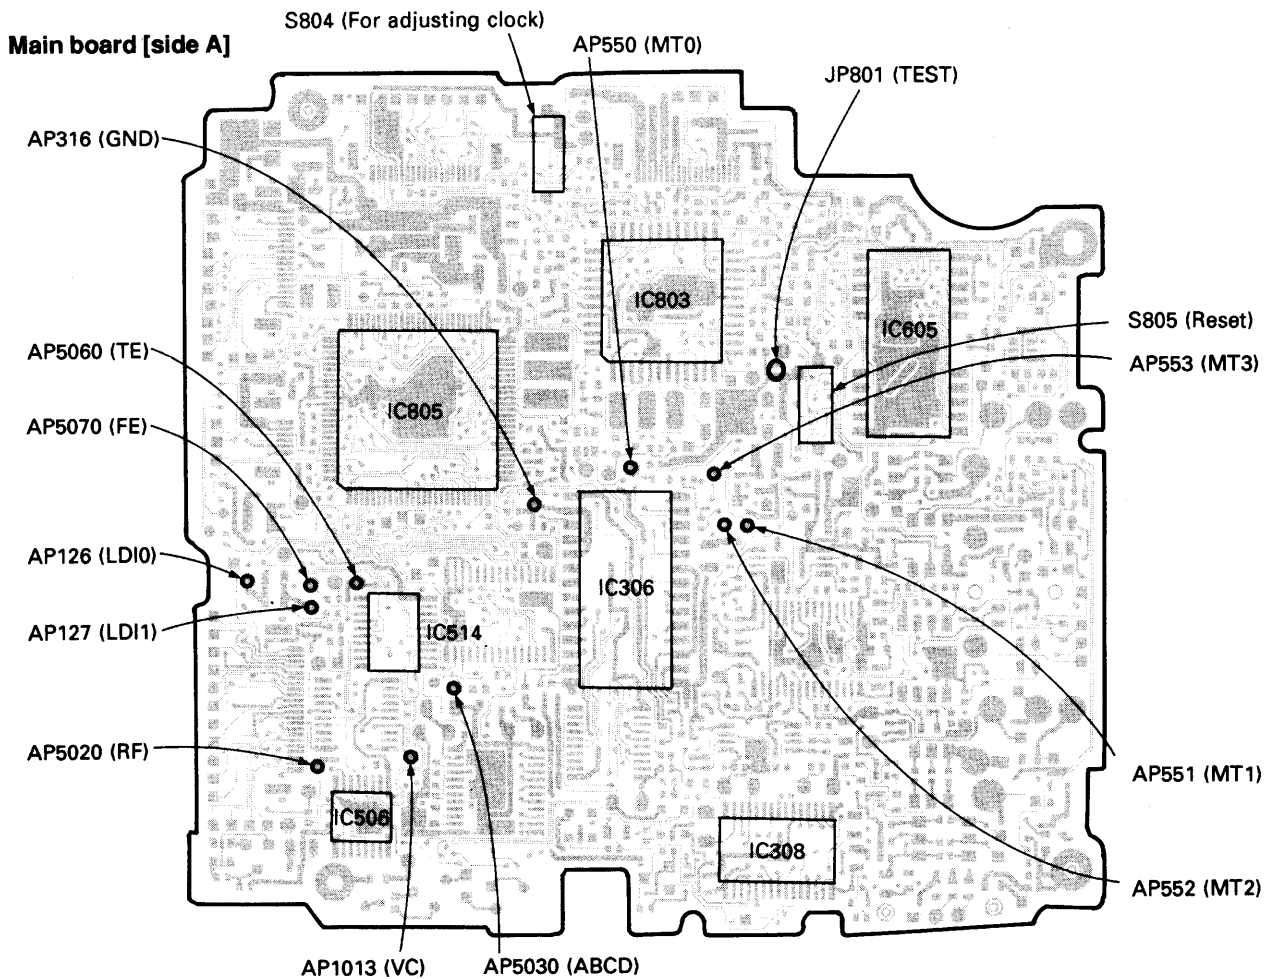 S804 (For adjusting clock)
Main board [side A]
AP550 (MT0)
JP801 (TEST)
AP316 (GND)
IC803
IC605
S805 (Reset)
AP5060 (TE)
AP553 (MT3)
IC805
AP5070 (FE)
AP126 (LDI0)
IC306
AP127 (LDI1)
IC514
AP5020 (RF)
AP551 (MT1)
IC506
IC308
AP552 (MT2)
AP1013 (VC)
AP5030 (ABCD)